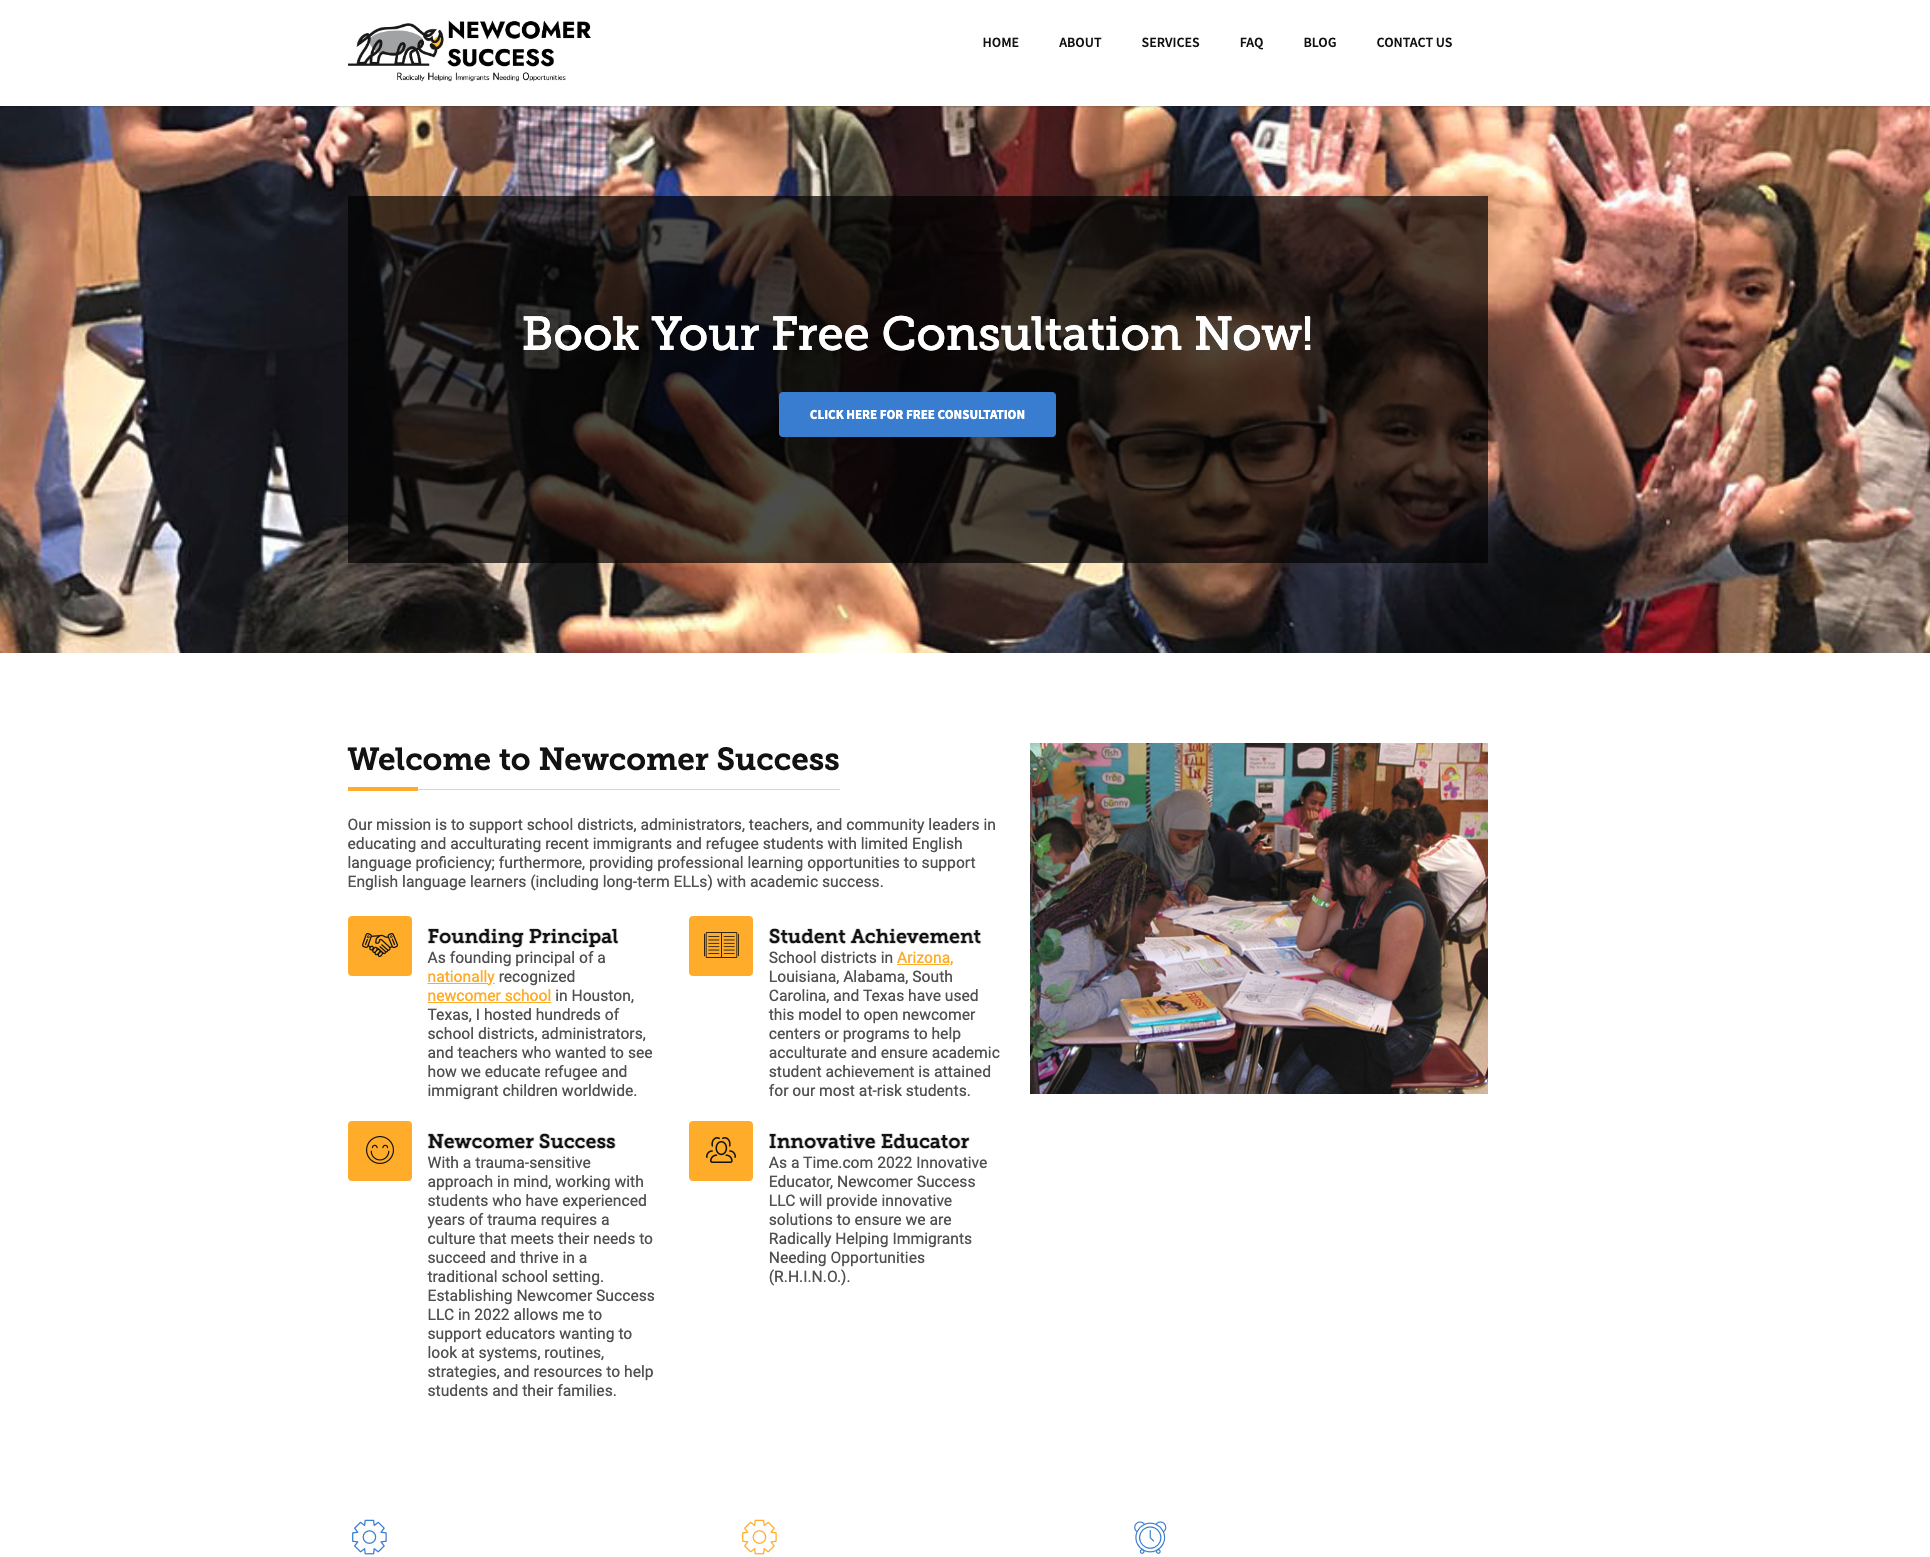 NEWCOMER
SUCCESS
Radically Helping Immigrants Needing Opportunities
HOME ABOUT SERVICES FAQ BLOG CONTACT US
Book Your Free Consultation Now!
CLICK HERE FOR FREE CONSULTATION
Welcome to Newcomer Success
Our mission is to support school districts, administrators, teachers, and community leaders in
educating and acculturating recent immigrants and refugee students with limited English
language proficiency; furthermore, providing professional learning opportunities to support
English language learners (including long-term ELLs) with academic success.
Founding Principal
As founding principal of a
nationally recognized
newcomer school in Houston,
Texas, I hosted hundreds of
school districts, administrators,
and teachers who wanted to see
how we educate refugee and
immigrant children worldwide.
Student Achievement
School districts in Arizona,
Louisiana, Alabama, South
Carolina, and Texas have used
this model to open newcomer
centers or programs to help
acculturate and ensure academic
student achievement is attained
for our most at-risk students.
Newcomer Success
With a trauma-sensitive
approach in mind, working with
students who have experienced
years of trauma requires a
culture that meets their needs to
succeed and thrive in a
traditional school setting.
Establishing Newcomer Success
LLC in 2022 allows me to
support educators wanting to
look at systems, routines,
strategies, and resources to help
students and their families.
Innovative Educator
As a Time.com 2022 Innovative
Educator, Newcomer Success
LLC will provide innovative
solutions to ensure we are
Radically Helping Immigrants
Needing Opportunities
(R.H.I.N.O.).
fish
frog
bunny
YOU
FALL
IN